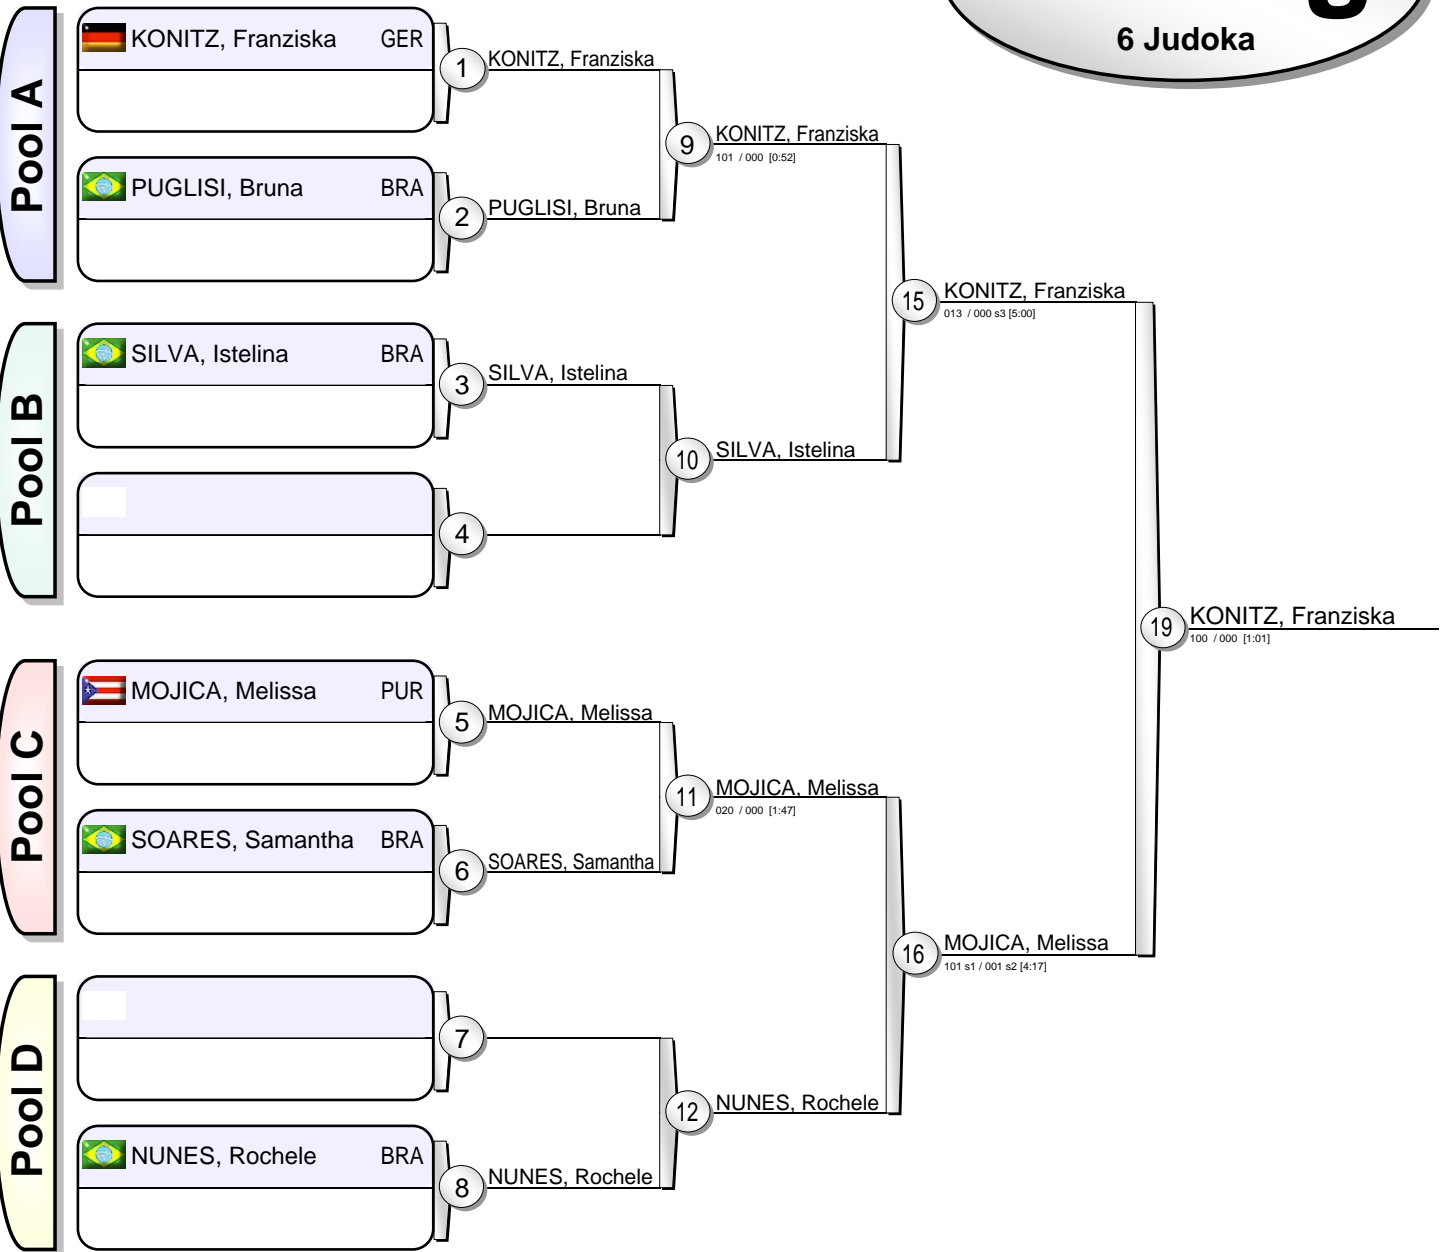 6 Judoka
Pool A
KONITZ, Franziska GER
1
KONITZ, Franziska
PUGLISI, Bruna BRA
2
PUGLISI, Bruna
9
KONITZ, Franziska
101 / 000 [0:52]
Pool B
SILVA, Istelina BRA
3
SILVA, Istelina
4
10
SILVA, Istelina
15
KONITZ, Franziska
013 / 000 s3 [5:00]
Pool C
MOJICA, Melissa PUR
5
MOJICA, Melissa
SOARES, Samantha BRA
6
SOARES, Samantha
11
MOJICA, Melissa
020 / 000 [1:47]
Pool D
7
NUNES, Rochele BRA
8
NUNES, Rochele
12
NUNES, Rochele
16
MOJICA, Melissa
101 s1 / 001 s2 [4:17]
19
KONITZ, Franziska
100 / 000 [1:01]